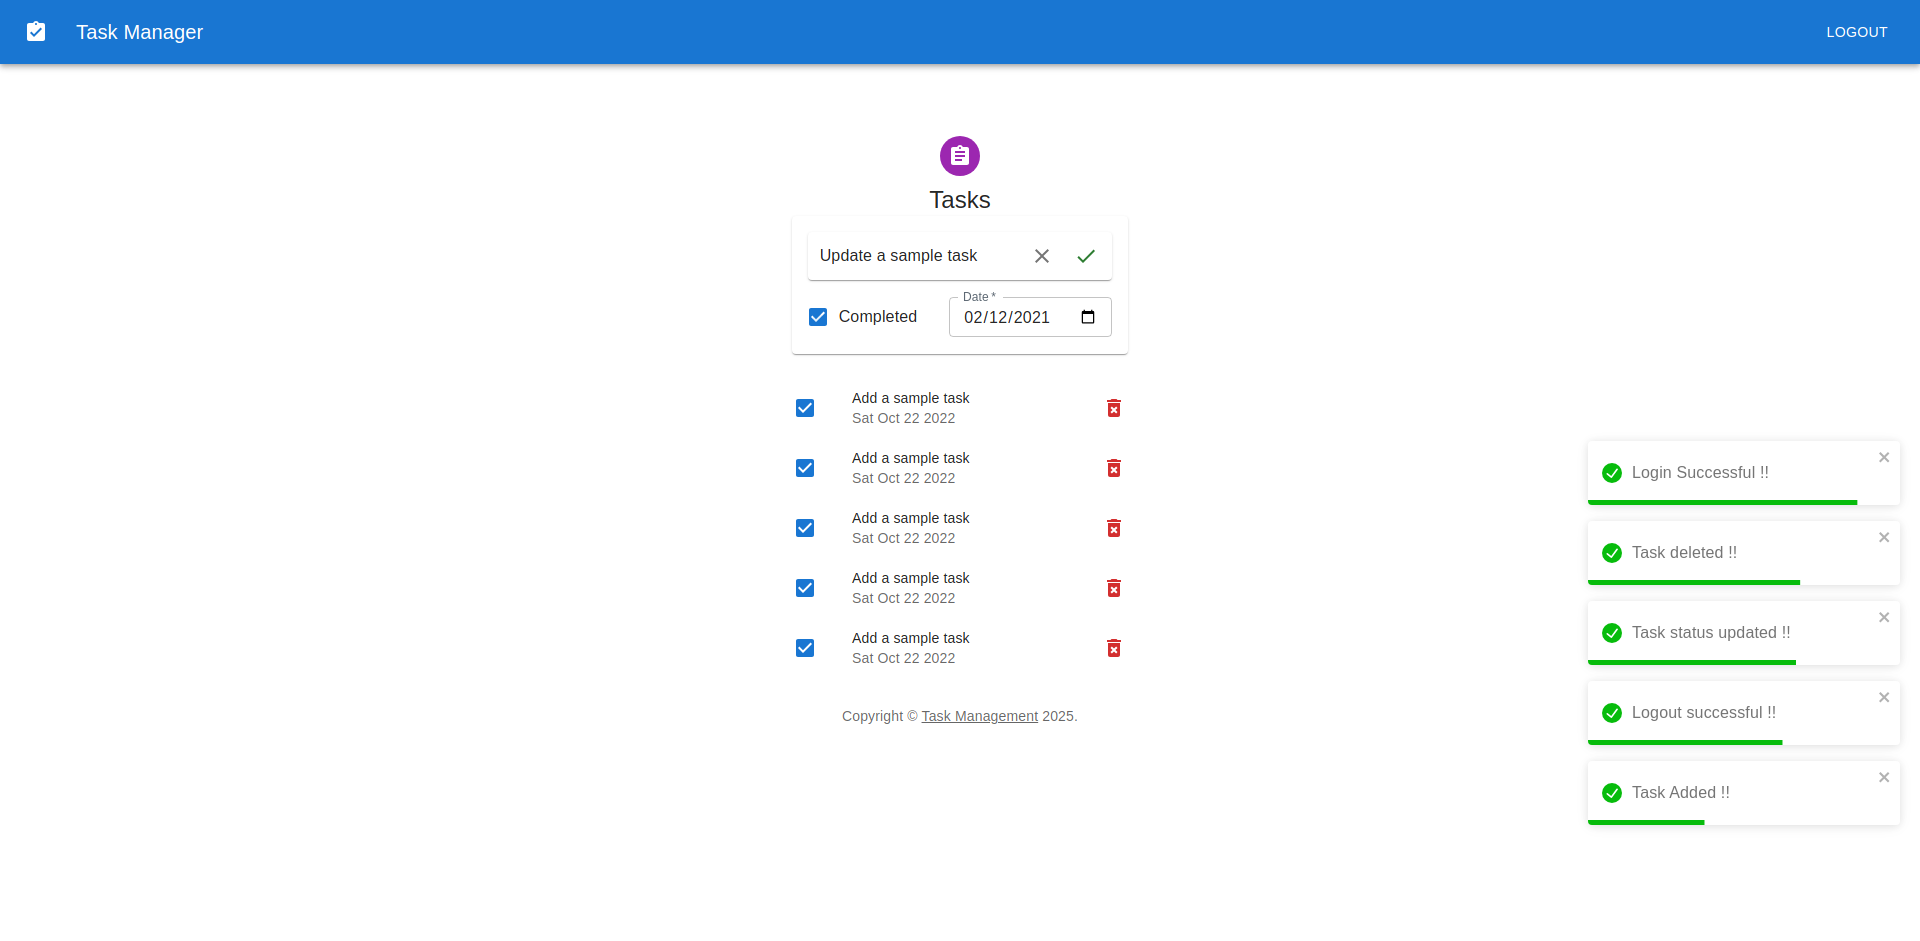 Task Manager
LOGOUT
Tasks
Update a sample task
Completed
Date *
02/12/2021
Add a sample task
Sat Oct 22 2022
Add a sample task
Sat Oct 22 2022
Add a sample task
Sat Oct 22 2022
Add a sample task
Sat Oct 22 2022
Add a sample task
Sat Oct 22 2022
Copyright © Task Management 2025.
Login Successful !!
Task deleted !!
Task status updated !!
Logout successful !!
Task Added !!